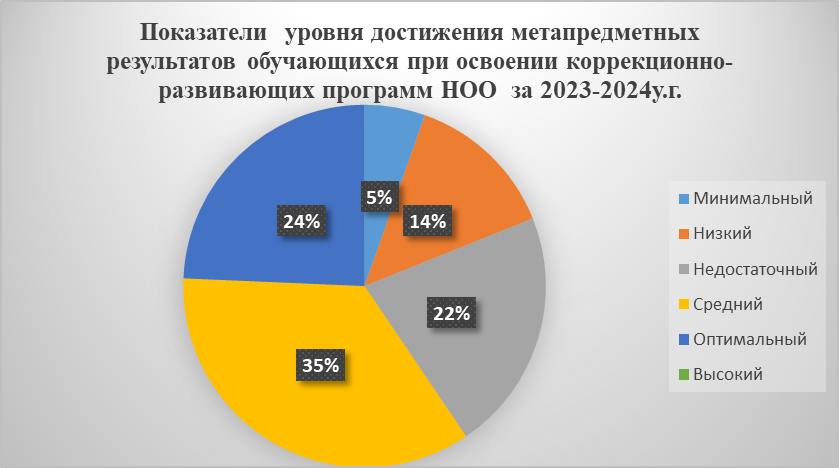 Показатели уровня достижения метапредметных
результатов обучающихся при освоении коррекционно-
развивающих программ НОО за 2023-2024у.г.
5%
24%
14%
22%
35%
Минимальный
Низкий
Недостаточный
Средний
Оптимальный
Высокий